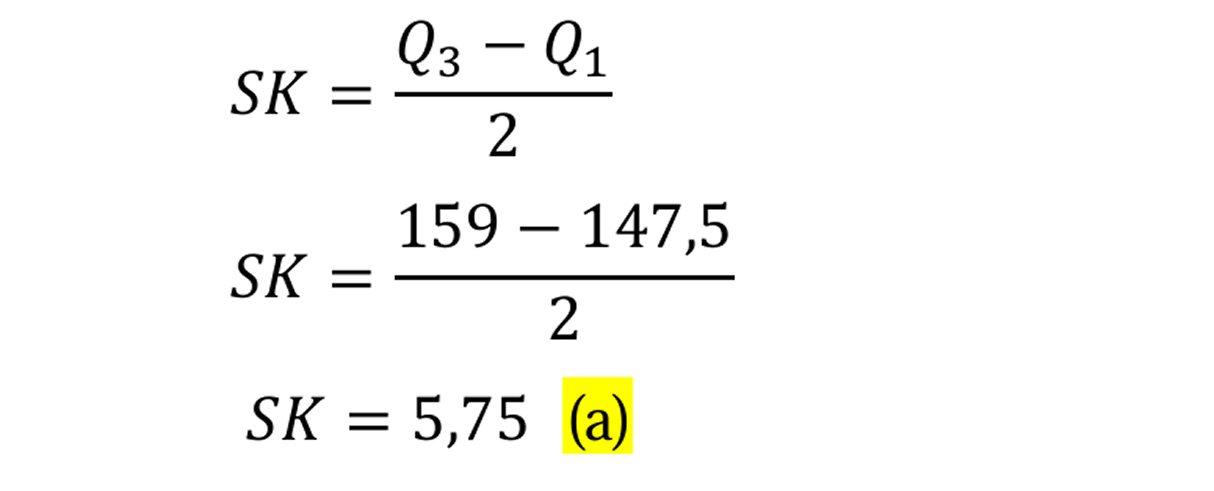 SK = (Q₃ − Q₁) / 2
SK = (159 − 147,5) / 2
SK = 5,75 (a)